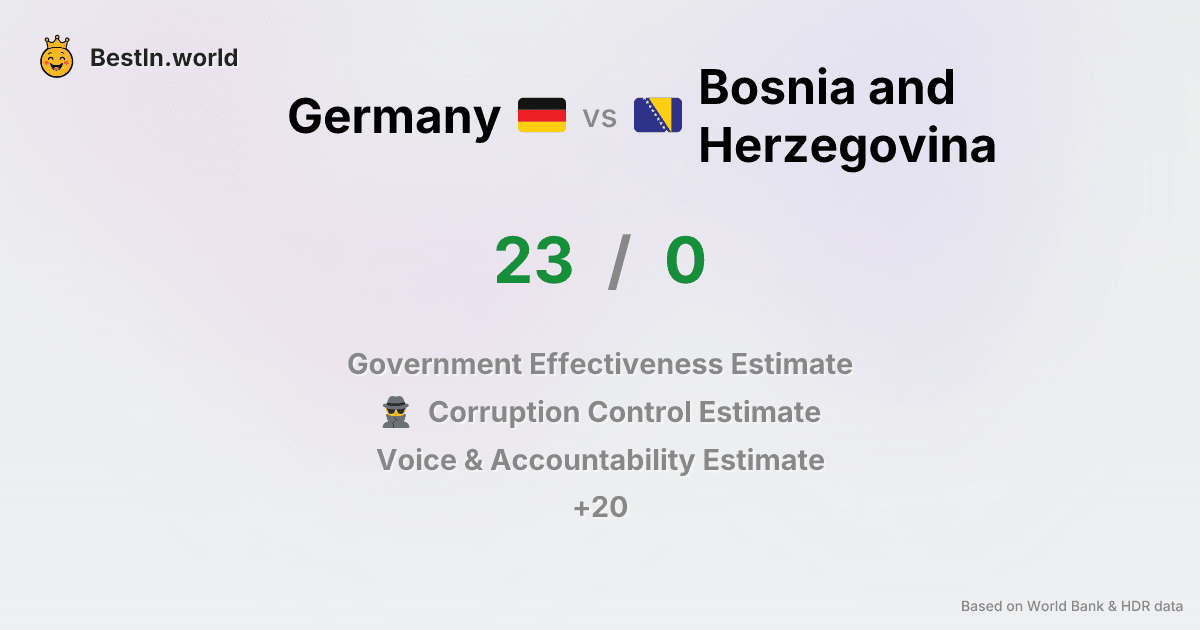 BestIn.world
Germany vs Bosnia and
Herzegovina
23 / 0
Government Effectiveness Estimate
Corruption Control Estimate
Voice & Accountability Estimate
+20
Based on World Bank & HDR data